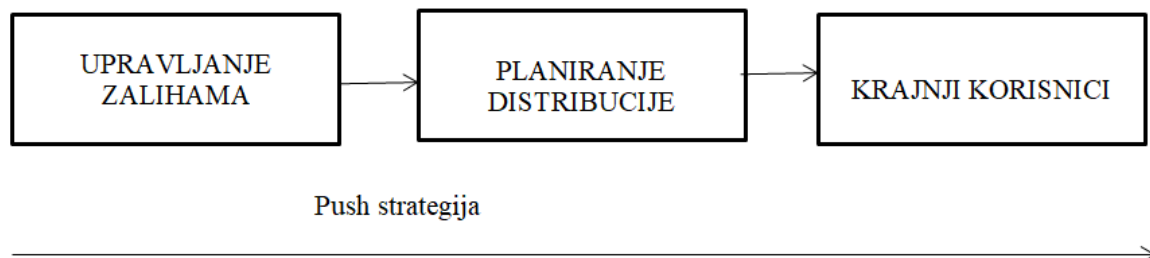 UPRAVLJANJE
ZALIHAMA
PLANIRANJE
DISTRIBUCIJE
KRAJNJI KORISNICI
Push strategija